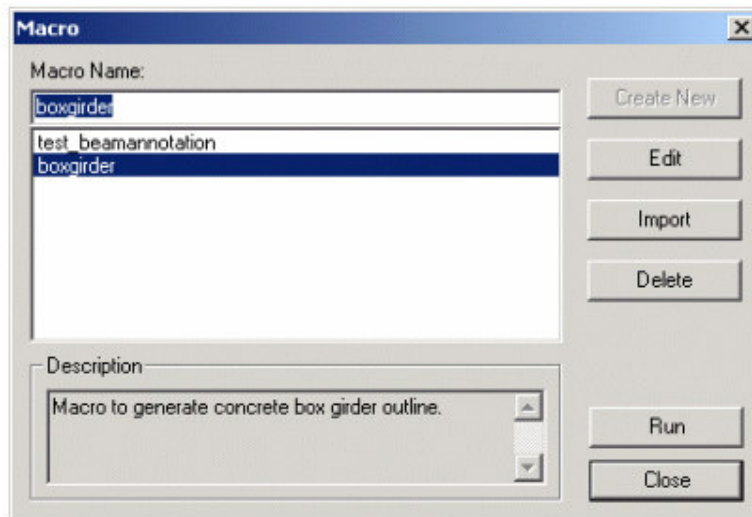 Macro
Macro Name:
boxgirder
test_beamannotation
boxgirder
Create New
Edit
Import
Delete
Description
Macro to generate concrete box girder outline.
Run
Close